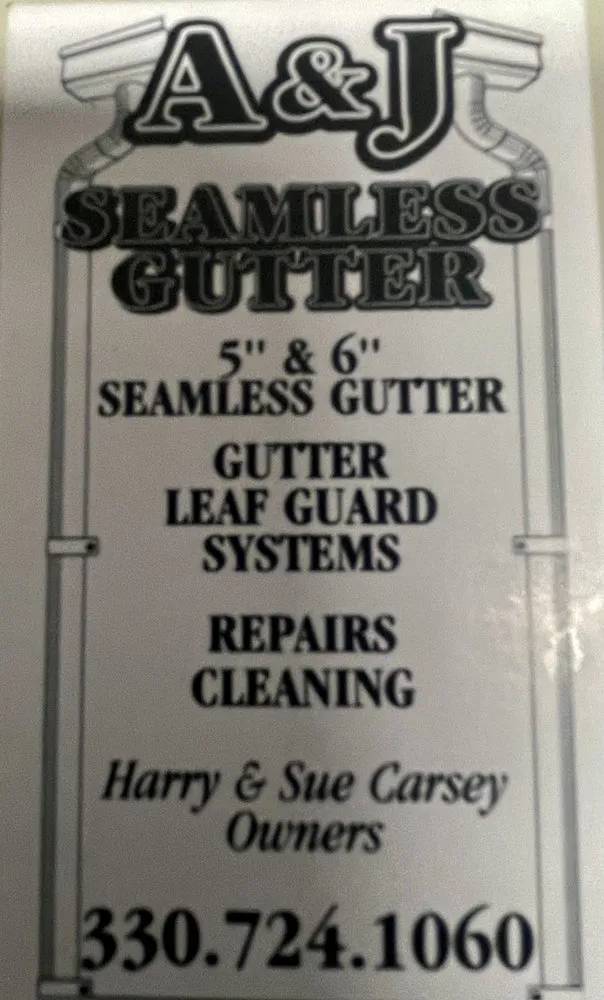 A&J
SEAMLESS
GUTTER
5" & 6"
SEAMLESS GUTTER
GUTTER
LEAF GUARD
SYSTEMS
REPAIRS
CLEANING
Harry & Sue Carsey
Owners
330.724.1060